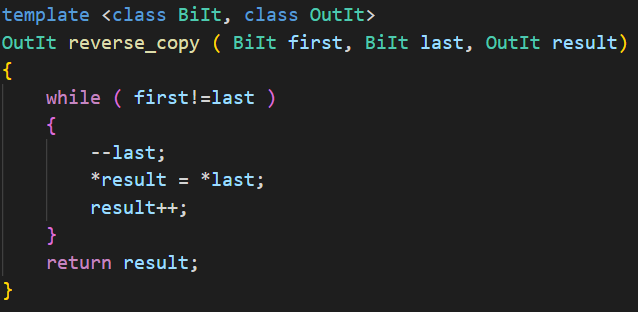 template <class BiIt, class OutIt>
OutIt reverse_copy ( BiIt first, BiIt last, OutIt result)
{
    while ( first!=last )
    {
        --last;
        *result = *last;
        result++;
    }
    return result;
}